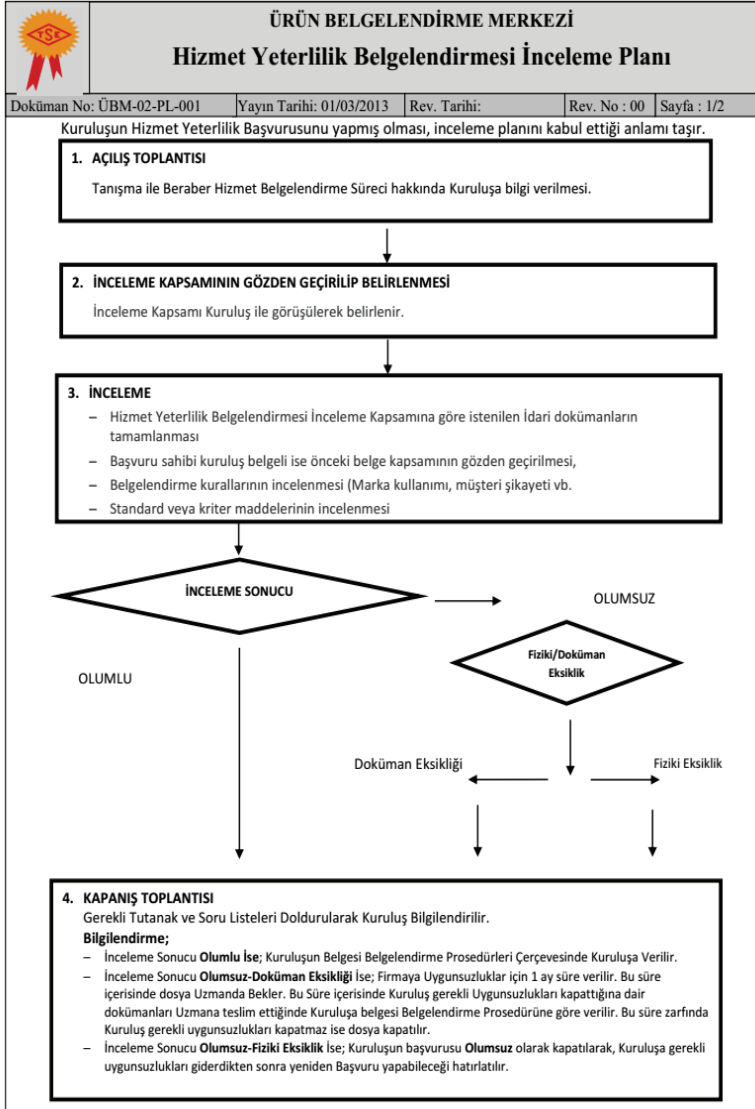 TSE
ÜRÜN BELGELENDİRME MERKEZİ
Hizmet Yeterlilik Belgelendirmesi İnceleme Planı
Doküman No: ÜBM-02-PL-001 Yayın Tarihi: 01/03/2013 Rev. Tarihi: Rev. No : 00 Sayfa : 1/2
Kuruluşun Hizmet Yeterlilik Başvurusunu yapmış olması, inceleme planını kabul ettiği anlamı taşır.
1. AÇILIŞ TOPLANTISI
Tanışma ile Beraber Hizmet Belgelendirme Süreci hakkında Kuruluşa bilgi verilmesi.
2. İNCELEME KAPSAMININ GÖZDEN GEÇİRİLİP BELİRLENMESİ
İnceleme Kapsamı Kuruluş ile görüşülerek belirlenir.
3. İNCELEME
– Hizmet Yeterlilik Belgelendirmesi İnceleme Kapsamına göre istenilen İdari dokümanların
tamamlanması
– Başvuru sahibi kuruluş belgeli ise önceki belge kapsamının gözden geçirilmesi,
– Belgelendirme kurallarının incelenmesi (Marka kullanımı, müşteri şikayeti vb.
– Standard veya kriter maddelerinin incelenmesi
İNCELEME SONUCU
OLUMSUZ
Fiziki/Doküman
Eksiklik
OLUMLU
Doküman Eksikliği
Fiziki Eksiklik
4. KAPANIŞ TOPLANTISI
Gerekli Tutanak ve Soru Listeleri Doldurularak Kuruluş Bilgilendirilir.
Bilgilendirme;
– İnceleme Sonucu Olumlu İse; Kuruluşun Belgesi Belgelendirme Prosedürleri Çerçevesinde Kuruluşa Verilir.
– İnceleme Sonucu Olumsuz-Doküman Eksikliği İse; Firmaya Uygunsuzluklar için 1 ay süre verilir. Bu süre
içerisinde dosya Uzmanda Bekler. Bu Süre içerisinde Kuruluş gerekli Uygunsuzlukları kapattığına dair
dokümanları Uzmana teslim ettiğinde Kuruluşa belgesi Belgelendirme Prosedürüne göre verilir. Bu süre zarfında
Kuruluş gerekli uygunsuzlukları kapatmaz ise dosya kapatılır.
– İnceleme Sonucu Olumsuz-Fiziki Eksiklik İse; Kuruluşun başvurusu Olumsuz olarak kapatılarak, Kuruluşa gerekli
uygunsuzlukları giderdikten sonra yeniden Başvuru yapabileceği hatırlatılır.